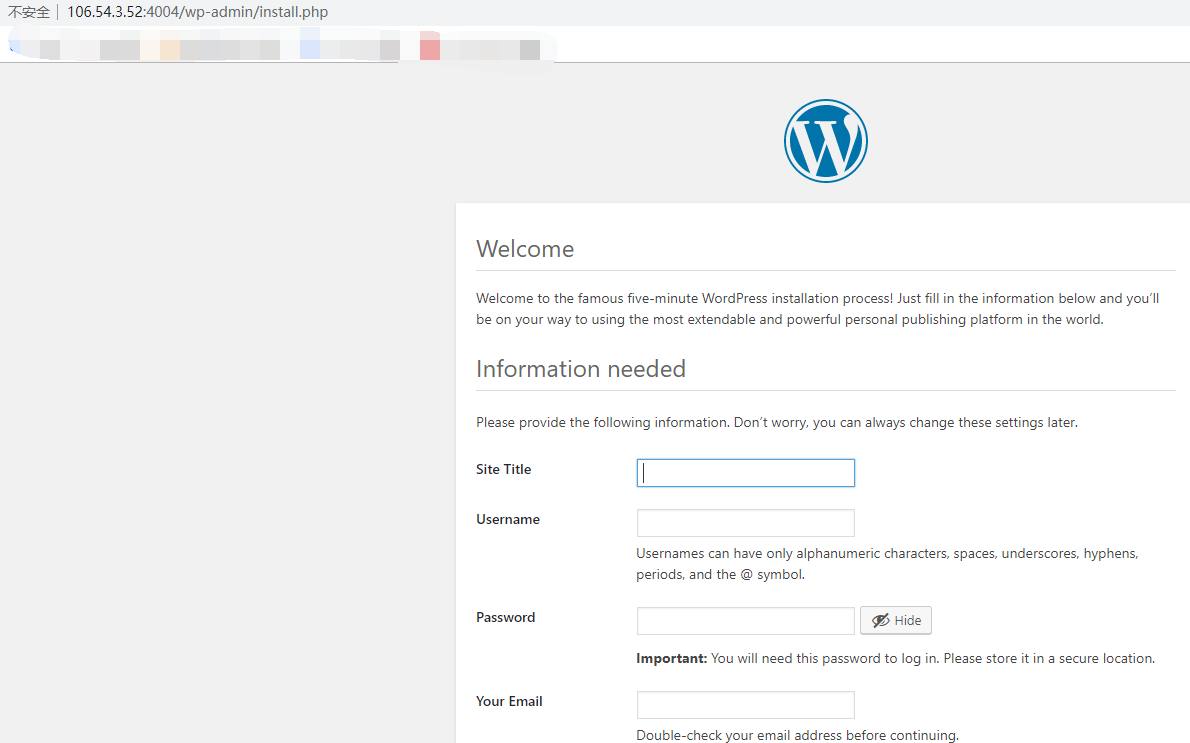 不安全 106.54.3.52:4004/wp-admin/install.php
Welcome
Welcome to the famous five-minute WordPress installation process! Just fill in the information below and you’ll
be on your way to using the most extendable and powerful personal publishing platform in the world.
Information needed
Please provide the following information. Don’t worry, you can always change these settings later.
Site Title
Username
Usernames can have only alphanumeric characters, spaces, underscores, hyphens,
periods, and the @ symbol.
Password
Hide
Important: You will need this password to log in. Please store it in a secure location.
Your Email
Double-check your email address before continuing.